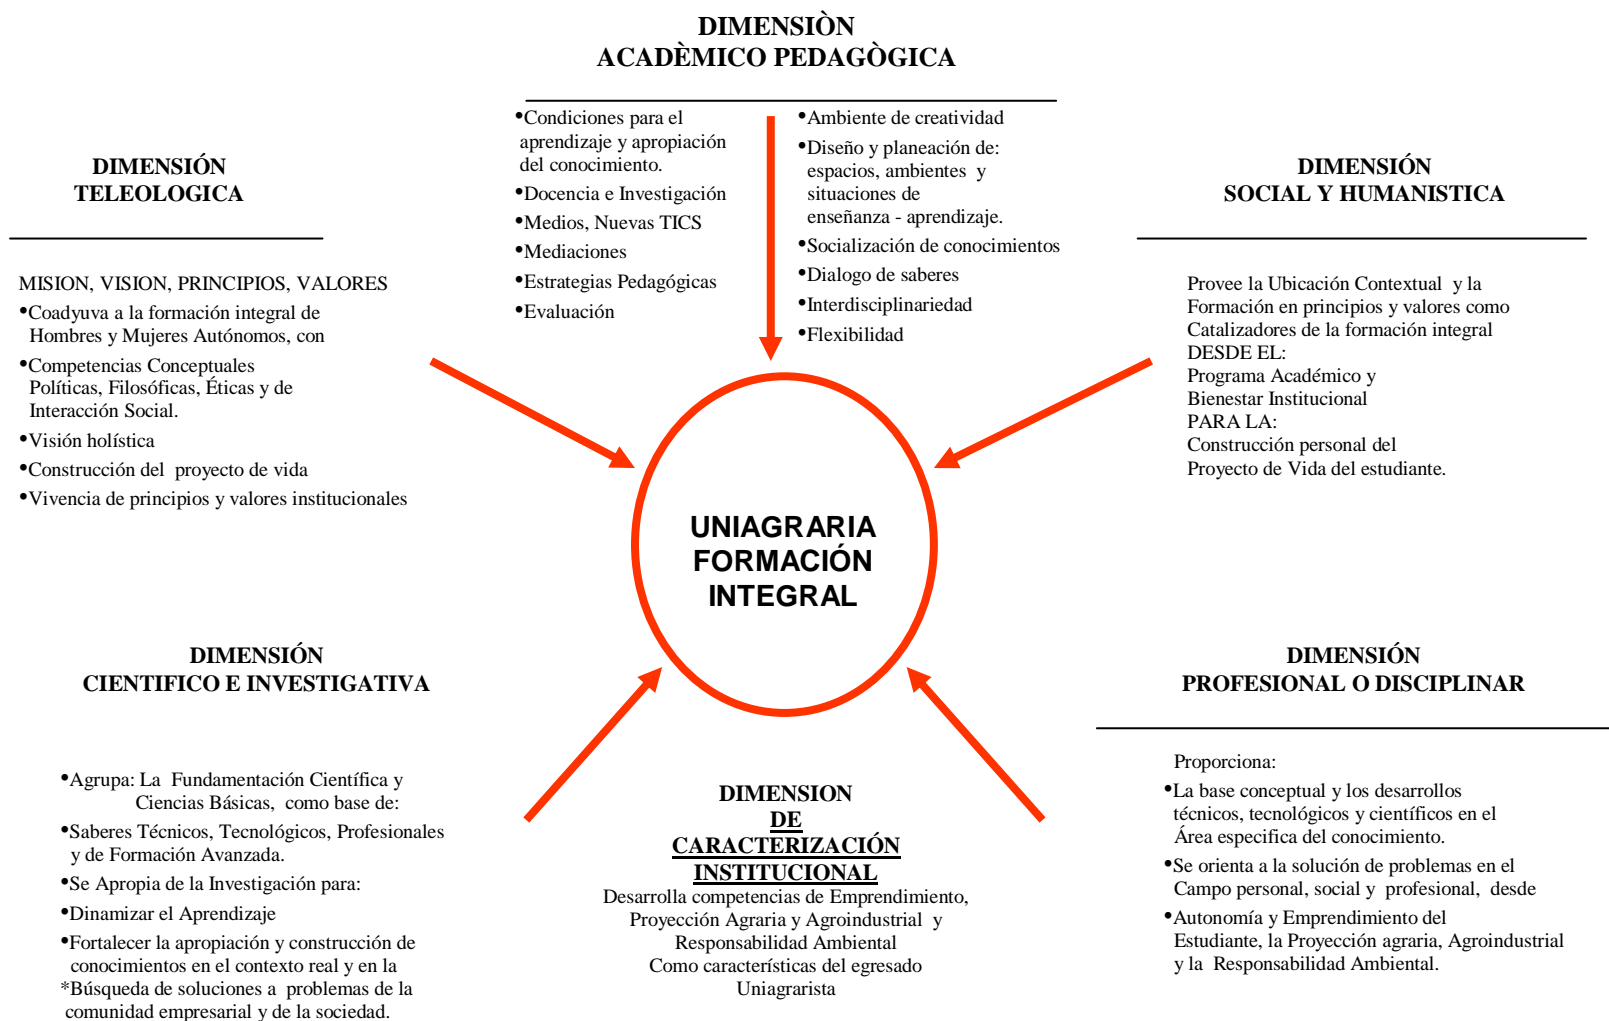 DIMENSIÒN
ACADÈMICO PEDAGÒGICA
•Condiciones para el
aprendizaje y apropiación
del conocimiento.
•Docencia e Investigación
•Medios, Nuevas TICS
•Mediaciones
•Estrategias Pedagógicas
•Evaluación
•Ambiente de creatividad
•Diseño y planeación de:
espacios, ambientes y
situaciones de
enseñanza - aprendizaje.
•Socialización de conocimientos
•Dialogo de saberes
•Interdisciplinariedad
•Flexibilidad
DIMENSIÓN
TELEOLOGICA
MISION, VISION, PRINCIPIOS, VALORES
•Coadyuva a la formación integral de
Hombres y Mujeres Autónomos, con
•Competencias Conceptuales
Políticas, Filosóficas, Éticas y de
Interacción Social.
•Visión holística
•Construcción del proyecto de vida
•Vivencia de principios y valores institucionales
DIMENSIÓN
SOCIAL Y HUMANISTICA
Provee la Ubicación Contextual y la
Formación en principios y valores como
Catalizadores de la formación integral
DESDE EL:
Programa Académico y
Bienestar Institucional
PARA LA:
Construcción personal del
Proyecto de Vida del estudiante.
UNIAGRARIA
FORMACIÓN
INTEGRAL
DIMENSIÓN
CIENTIFICO E INVESTIGATIVA
•Agrupa: La Fundamentación Científica y
Ciencias Básicas, como base de:
•Saberes Técnicos, Tecnológicos, Profesionales
y de Formación Avanzada.
•Se Apropia de la Investigación para:
•Dinamizar el Aprendizaje
•Fortalecer la apropiación y construcción de
conocimientos en el contexto real y en la
*Búsqueda de soluciones a problemas de la
comunidad empresarial y de la sociedad.
DIMENSION
DE
CARACTERIZACIÓN
INSTITUCIONAL
Desarrolla competencias de Emprendimiento,
Proyección Agraria y Agroindustrial y
Responsabilidad Ambiental
Como características del egresado
Uniagrarista
DIMENSIÓN
PROFESIONAL O DISCIPLINAR
Proporciona:
•La base conceptual y los desarrollos
técnicos, tecnológicos y científicos en el
Área especifica del conocimiento.
•Se orienta a la solución de problemas en el
Campo personal, social y profesional, desde
•Autonomía y Emprendimiento del
Estudiante, la Proyección agraria, Agroindustrial
y la Responsabilidad Ambiental.